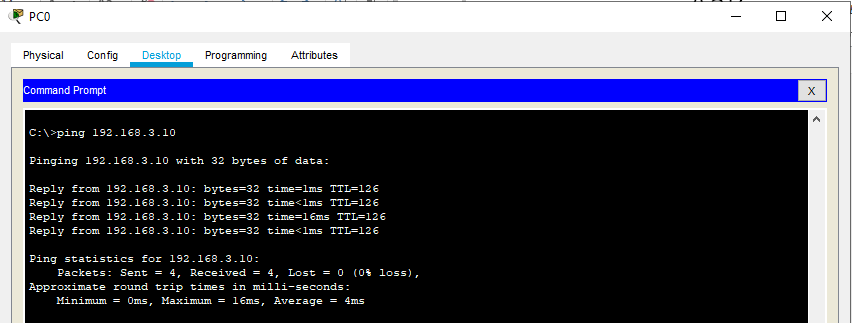 PC0
Physical Config Desktop Programming Attributes
Command Prompt X
C:\>ping 192.168.3.10
Pinging 192.168.3.10 with 32 bytes of data:
Reply from 192.168.3.10: bytes=32 time=1ms TTL=126
Reply from 192.168.3.10: bytes=32 time<1ms TTL=126
Reply from 192.168.3.10: bytes=32 time=16ms TTL=126
Reply from 192.168.3.10: bytes=32 time<1ms TTL=126
Ping statistics for 192.168.3.10:
Packets: Sent = 4, Received = 4, Lost = 0 (0% loss),
Approximate round trip times in milli-seconds:
Minimum = 0ms, Maximum = 16ms, Average = 4ms